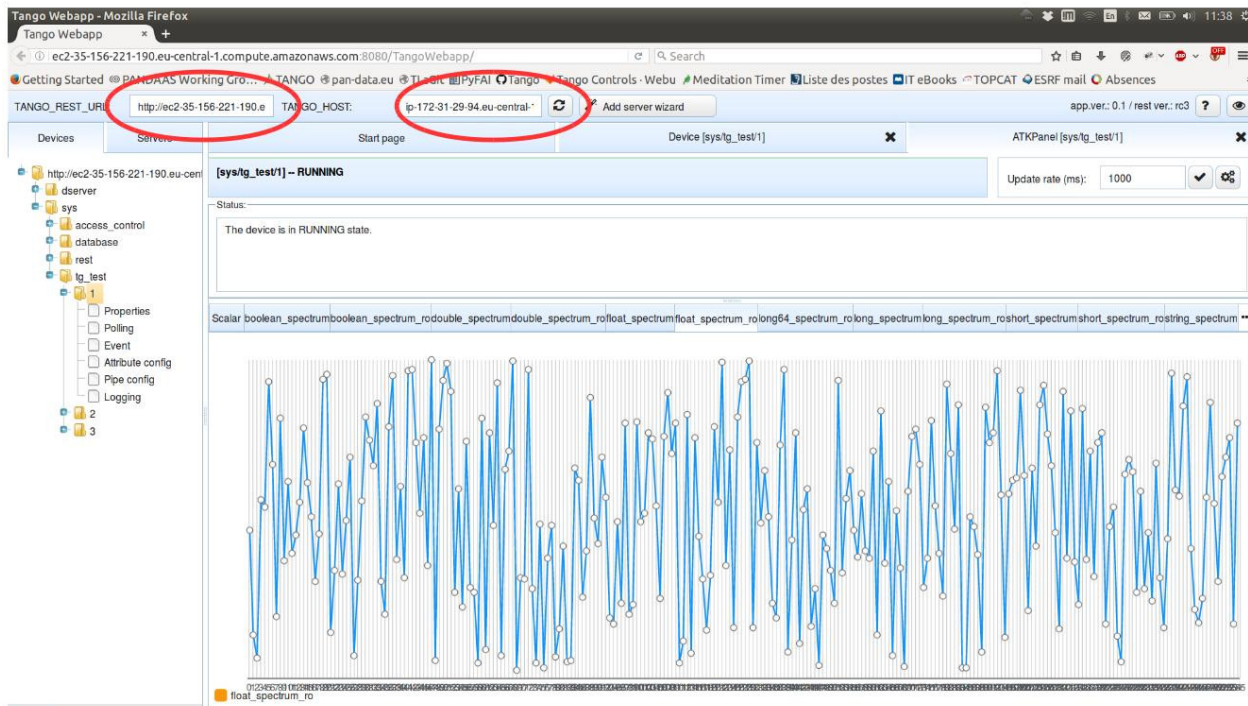 Tango Webapp - Mozilla Firefox
En 11:38
Tango Webapp × +
ec2-35-156-221-190.eu-central-1.compute.amazonaws.com:8080/TangoWebapp/ Search
Getting Started PANDAAS Working Gro... TANGO pan-data.eu PyFAI Tango Tango Controls · Webu Meditation Timer Liste des postes IT eBooks TOPCAT ESRF mail Absences
TANGO_REST_URL http://ec2-35-156-221-190.e TANGO_HOST: ip-172-31-29-94.eu-central- Add server wizard app.ver.: 0.1 / rest ver.: rc3 ?
Devices Servers Start page Device [sys/tg_test/1] ATKPanel [sys/tg_test/1]
http://ec2-35-156-221-190.eu-cent
dserver
sys
access_control
database
rest
tg_test
1
Properties
Polling
Event
Attribute config
Pipe config
Logging
2
3
[sys/tg_test/1] -- RUNNING
Update rate (ms): 1000
Status:
The device is in RUNNING state.
Scalar boolean_spectrum boolean_spectrum_ro double_spectrum double_spectrum_ro float_spectrum float_spectrum_ro long64_spectrum_ro long_spectrum long_spectrum_ro short_spectrum short_spectrum_ro string_spectrum
float_spectrum_ro